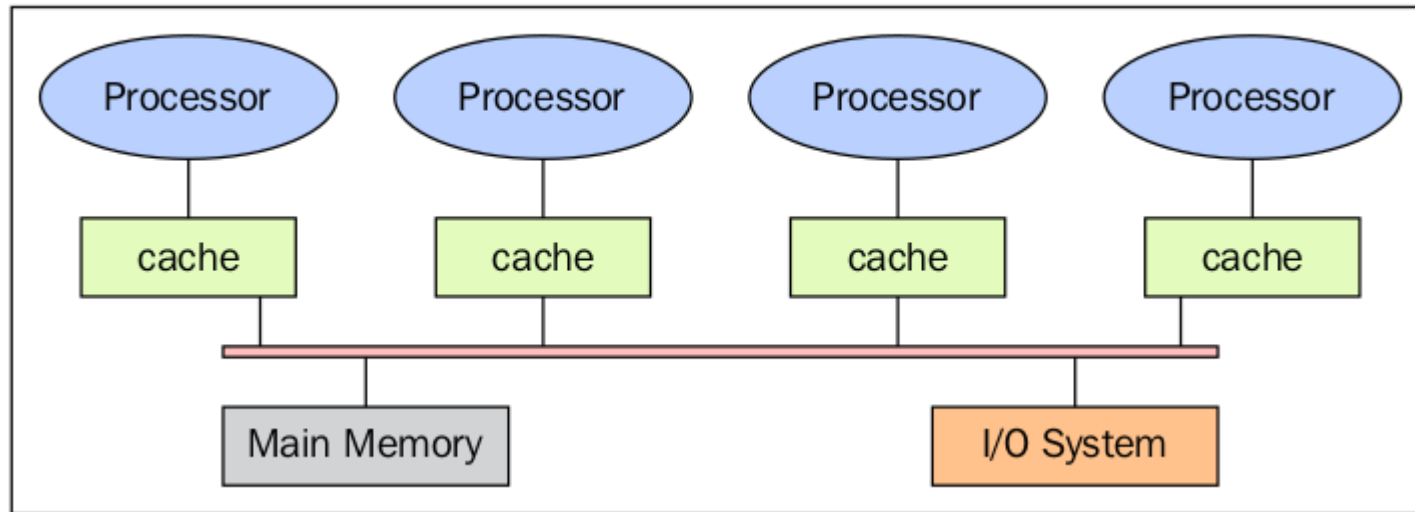 Processor
Processor
Processor
Processor
cache
cache
cache
cache
Main Memory
I/O System